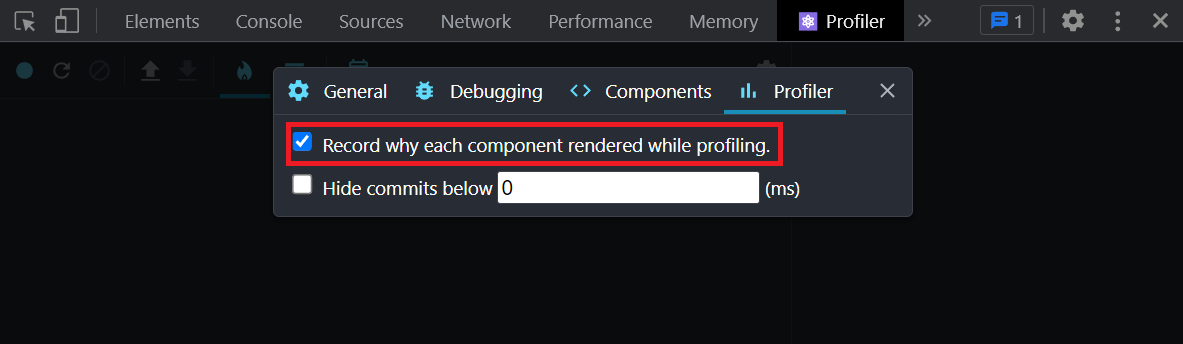 Elements Console Sources Network Performance Memory Profiler 1
General Debugging Components Profiler
Record why each component rendered while profiling.
Hide commits below 0 (ms)